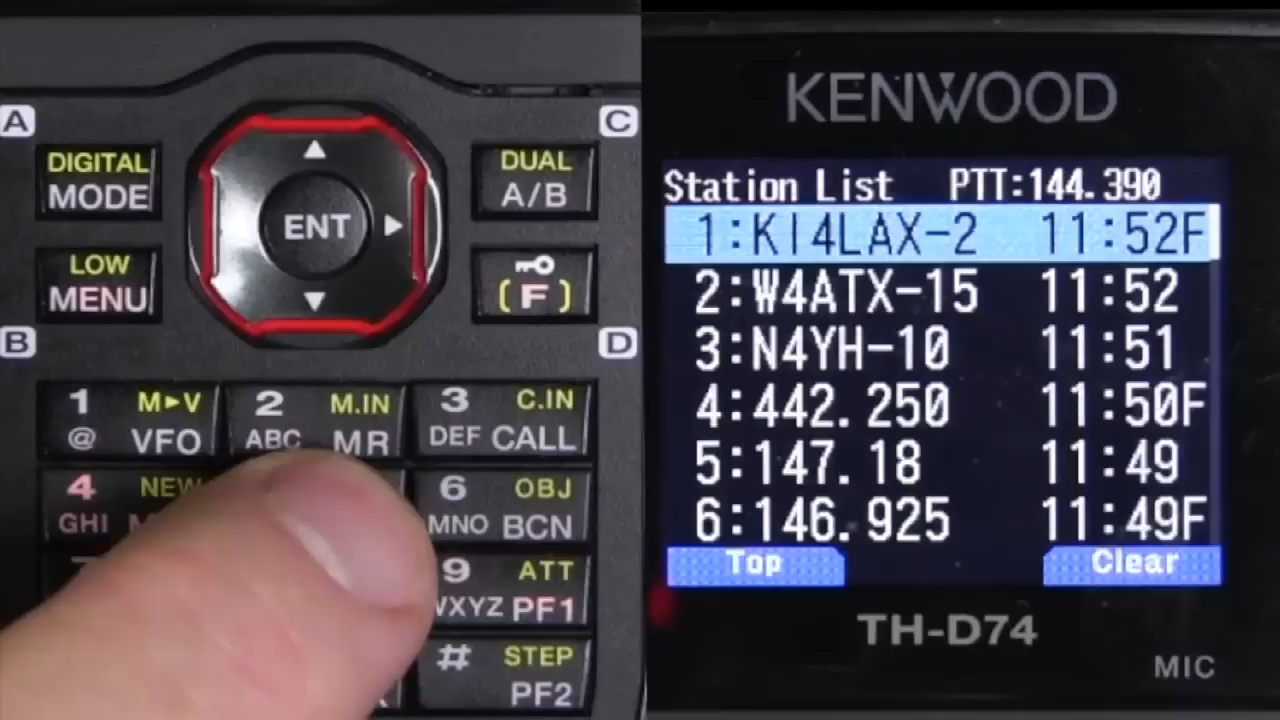 A
C
DIGITAL
MODE
ENT
DUAL
A/B
LOW
MENU
(F)
B
D
1 M►V
@ VFO
2 M.IN
ABC MR
3 C.IN
DEF CALL
4 NEW
GHI
6 OBJ
MNO BCN
9 ATT
WXYZ PF1
# STEP
PF2
KENWOOD
Station List PTT:144.390
1:KI4LAX-2 11:52F
2:W4ATX-15 11:52
3:N4YH-10 11:51
4:442.250 11:50F
5:147.18 11:49
6:146.925 11:49F
Top Clear
TH-D74
MIC